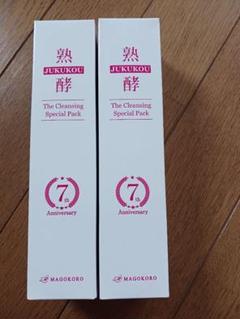 熟
JUKUKOU
酵
The Cleansing
Special Pack
7th
Anniversary
MAGOKORO
熟
JUKUKOU
酵
The Cleansing
Special Pack
7th
Anniversary
MAGOKORO